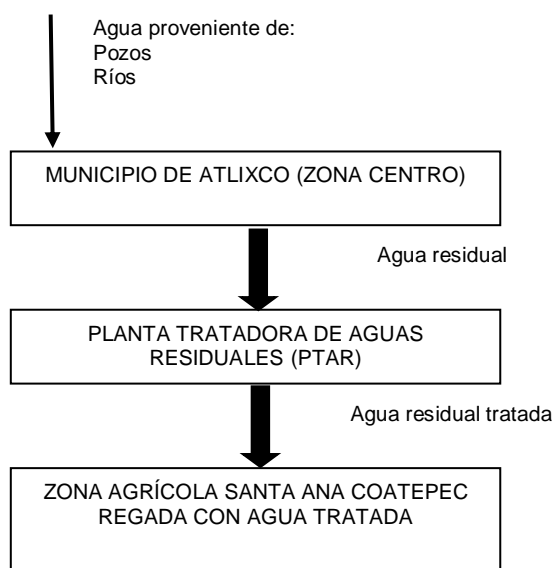 Agua proveniente de:
Pozos
Ríos
MUNICIPIO DE ATLIXCO (ZONA CENTRO)
Agua residual
PLANTA TRATADORA DE AGUAS
RESIDUALES (PTAR)
Agua residual tratada
ZONA AGRÍCOLA SANTA ANA COATEPEC
REGADA CON AGUA TRATADA